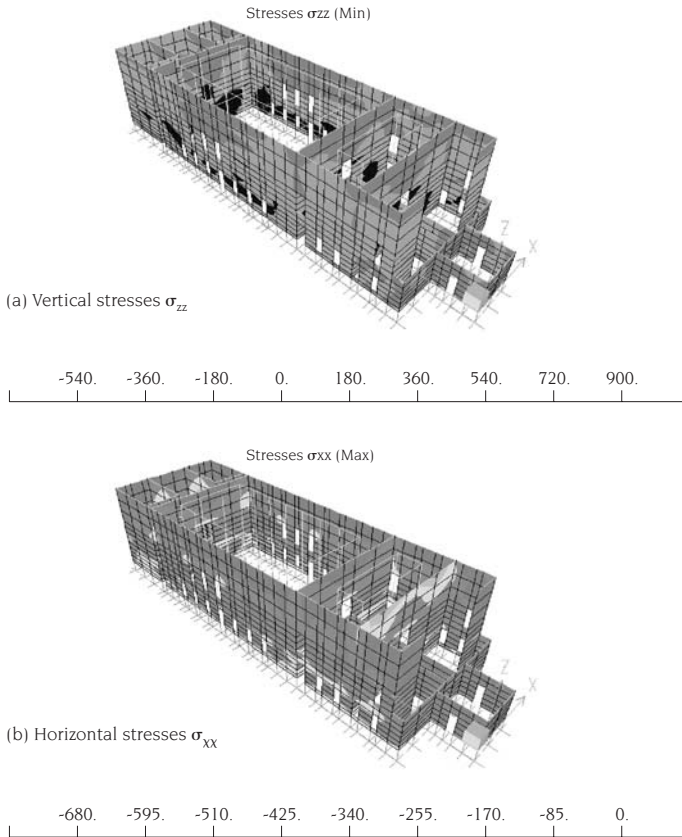 Stresses σzz (Min)
Z
X
(a) Vertical stresses σzz
-540. -360. -180. 0. 180. 360. 540. 720. 900.
Stresses σxx (Max)
Z
X
(b) Horizontal stresses σxx
-680. -595. -510. -425. -340. -255. -170. -85. 0.